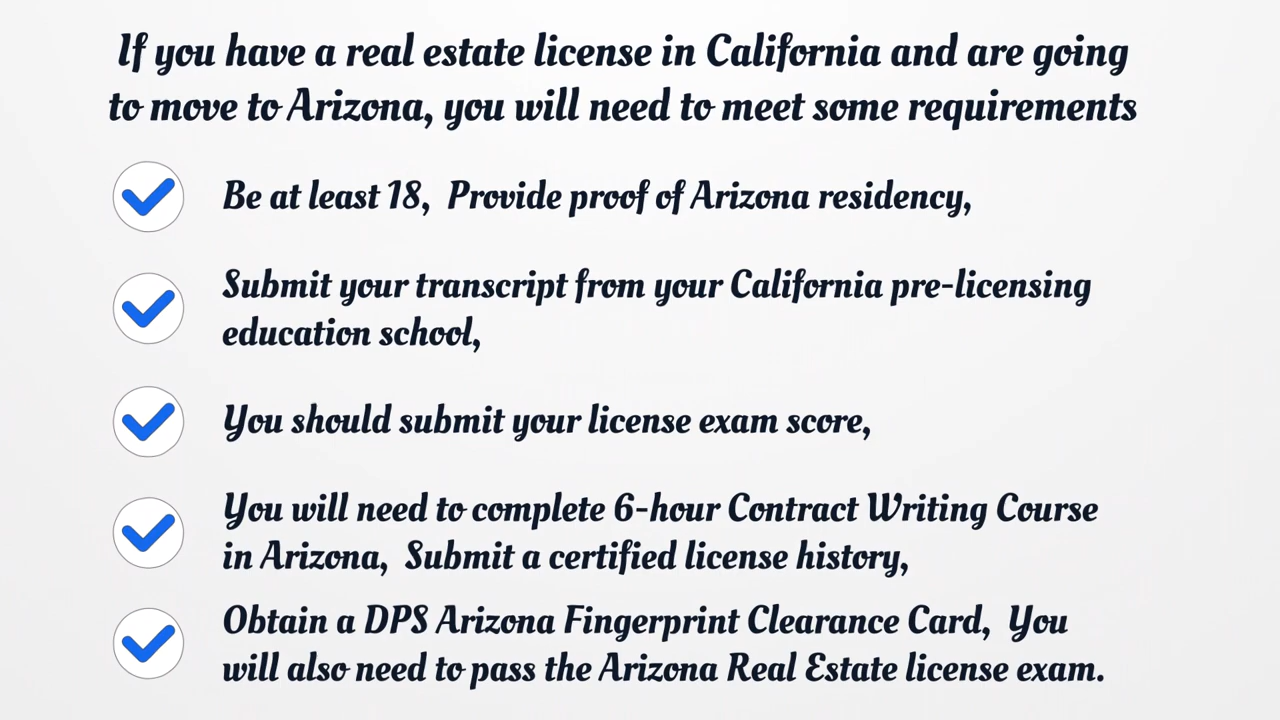 If you have a real estate license in California and are going
to move to Arizona, you will need to meet some requirements
Be at least 18, Provide proof of Arizona residency,
Submit your transcript from your California pre-licensing
education school,
You should submit your license exam score,
You will need to complete 6-hour Contract Writing Course
in Arizona, Submit a certified license history,
Obtain a DPS Arizona Fingerprint Clearance Card, You
will also need to pass the Arizona Real Estate license exam.